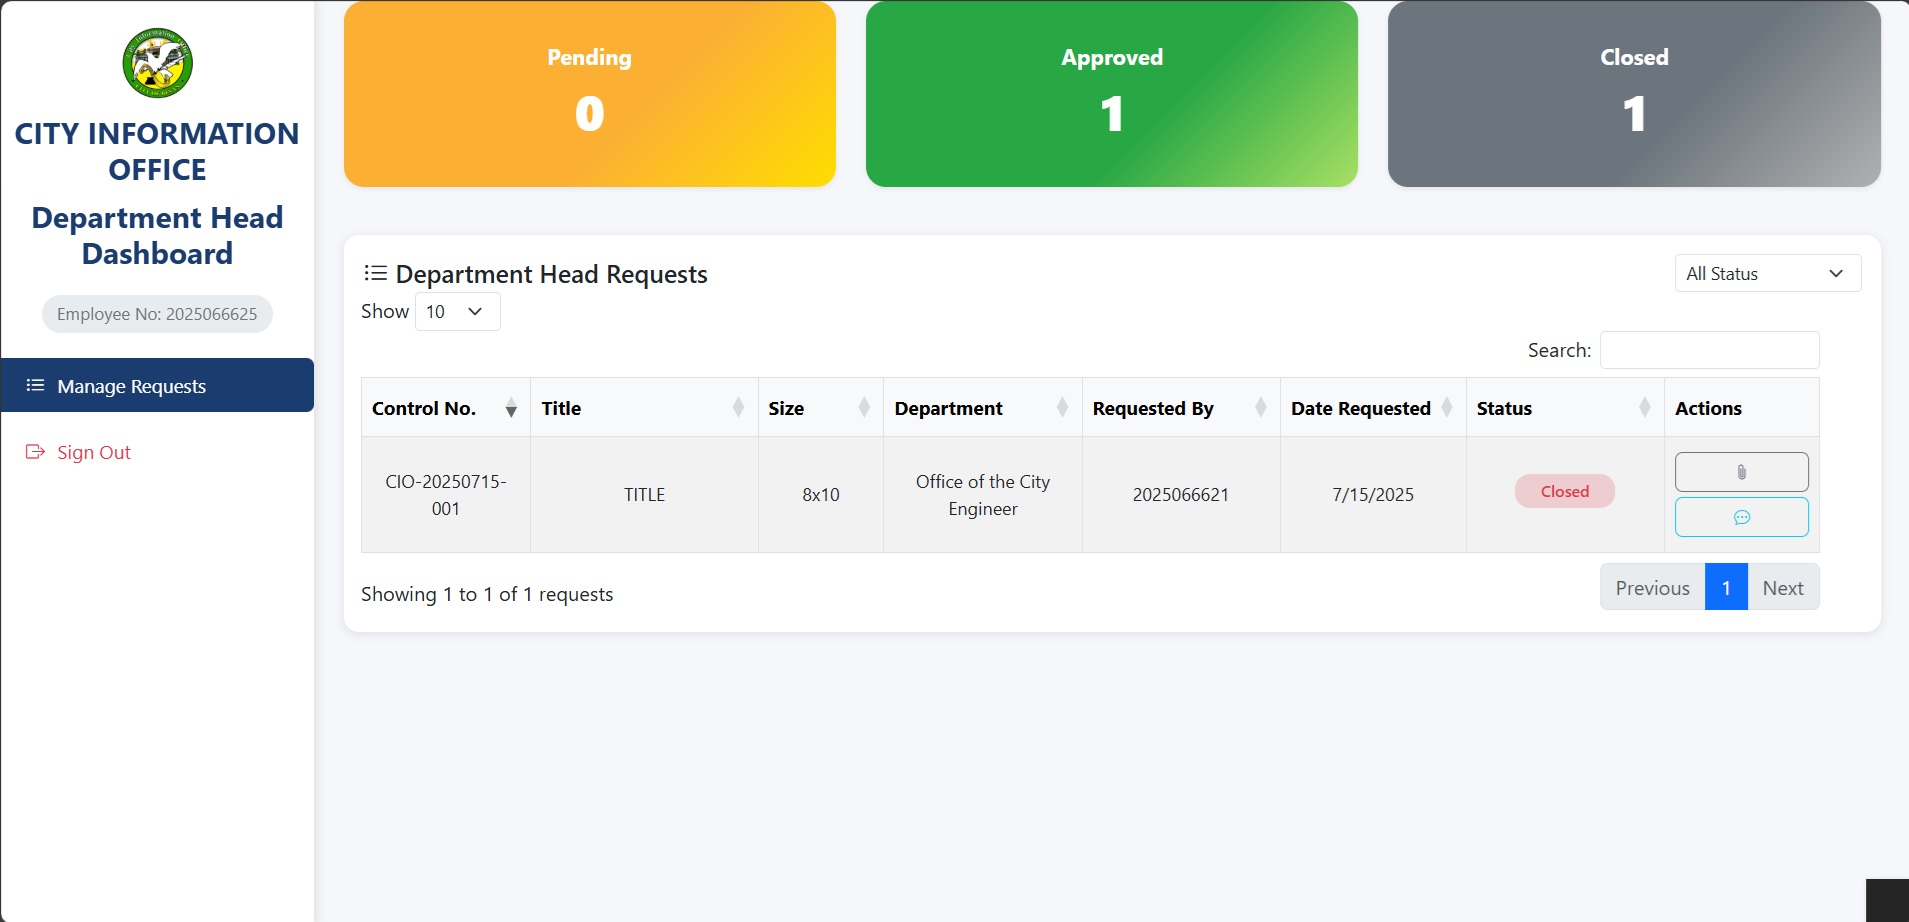 CITY INFORMATION
OFFICE
Department Head
Dashboard
Employee No: 2025066625
Manage Requests
Sign Out
Pending
0
Approved
1
Closed
1
Department Head Requests
All Status
Show 10
Search:
Control No. Title Size Department Requested By Date Requested Status Actions
CIO-20250715-
001
TITLE
8x10
Office of the City
Engineer
2025066621
7/15/2025
Closed
Showing 1 to 1 of 1 requests
Previous 1 Next